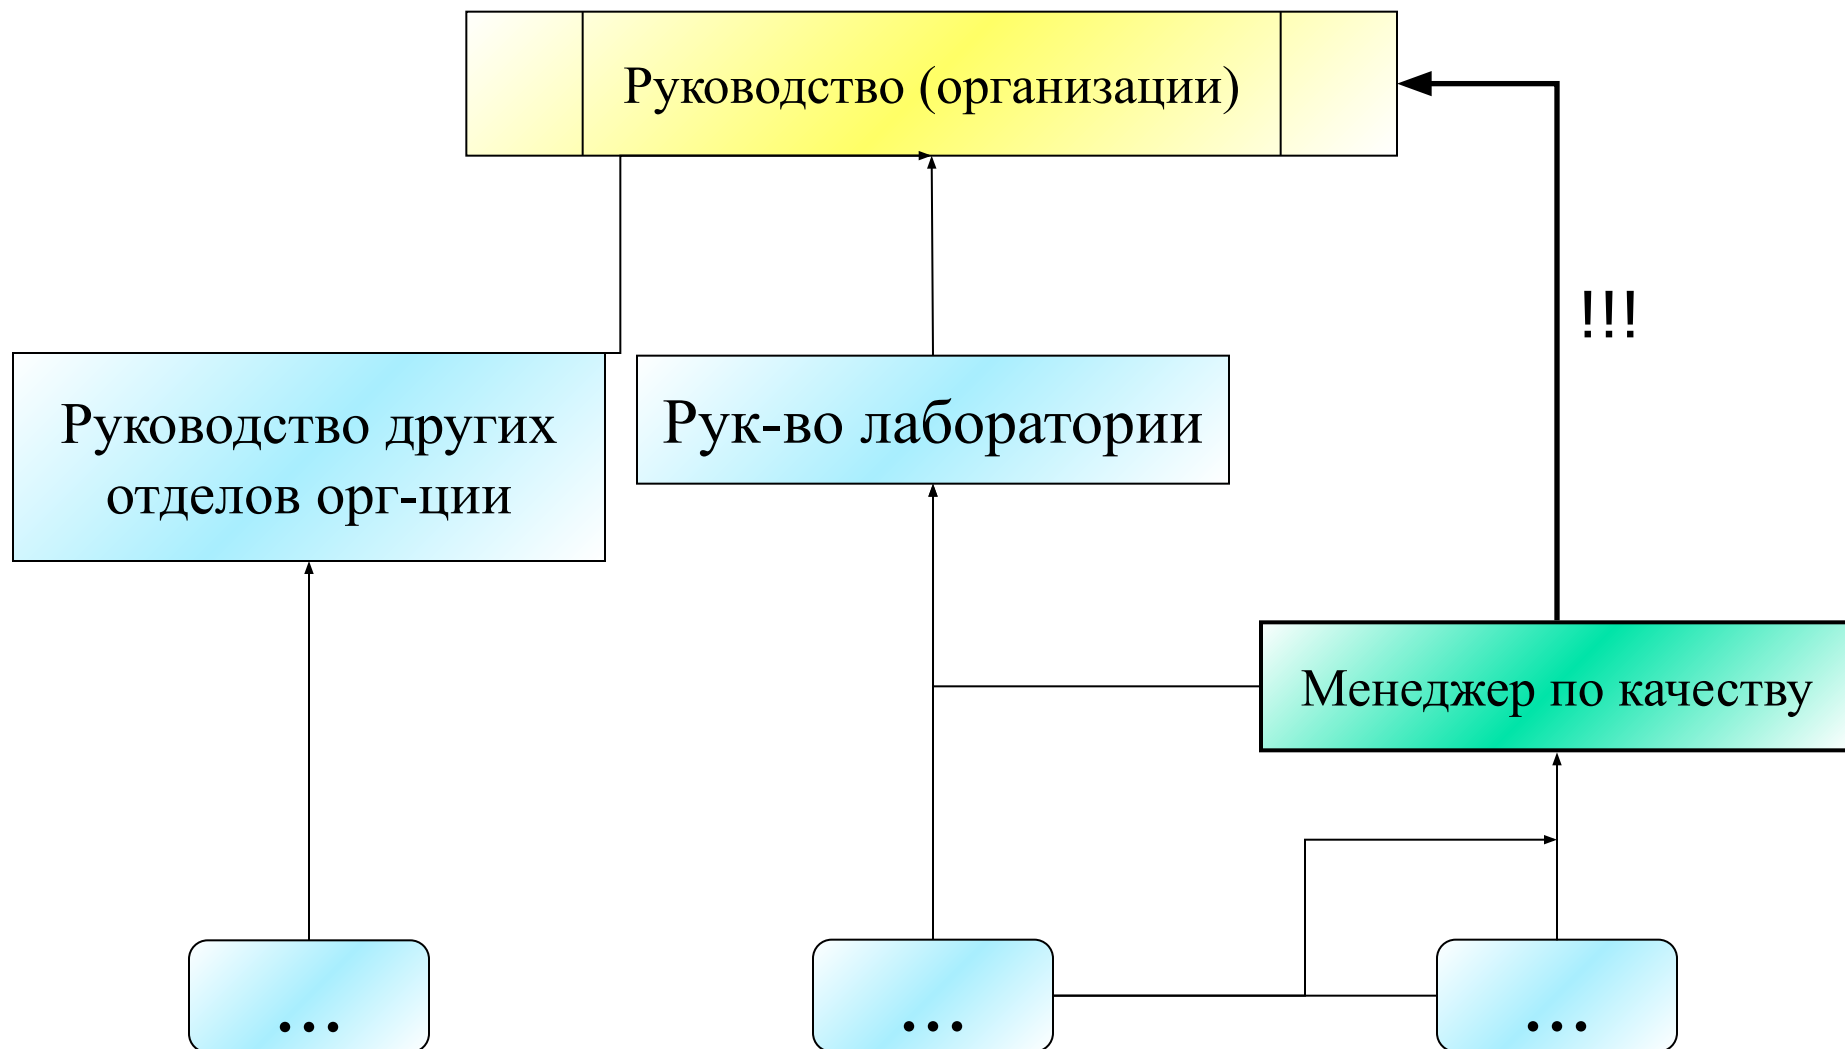 Руководство (организации)
!!!
Руководство других
отделов орг-ции
Рук-во лаборатории
Менеджер по качеству
...
...
...